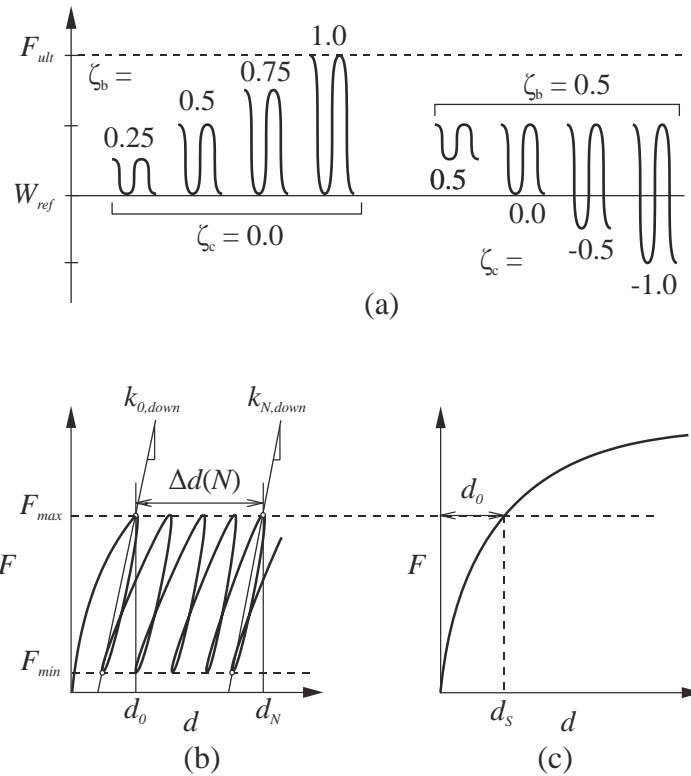 F_ult
ζ_b =
0.25
0.5
0.75
1.0
ζ_b = 0.5
0.5
0.0
-0.5
-1.0
W_ref
ζ_c = 0.0
ζ_c =
(a)
k_0,down
k_N,down
Δd(N)
F_max
F
F_min
d_0
d
d_N
(b)
d_0
F
d_S
d
(c)